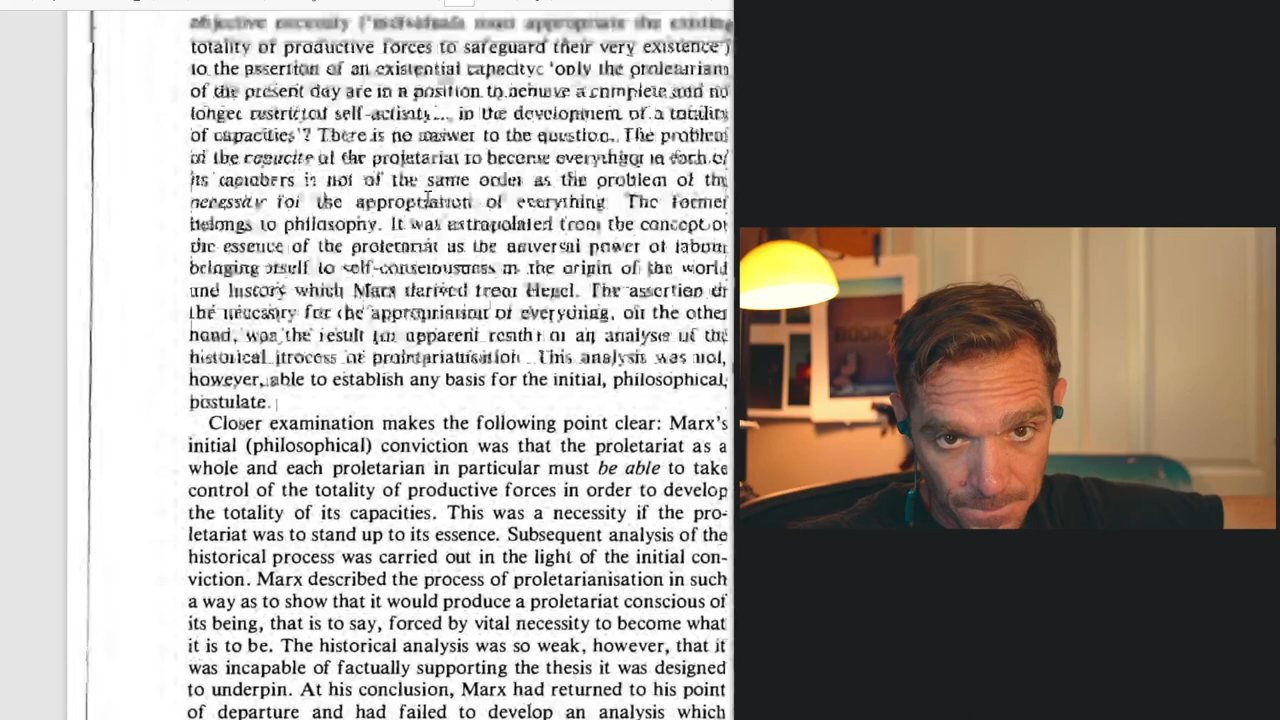 objective necessity ('individuals must appropriate the existing
totality of productive forces to safeguard their very existence')
to the assertion of an existential capacity: 'only the proletarians
of the present day are in a position to achieve a complete and no
longer restricted self-activity... in the development of a totality
of capacities'? There is no answer to the question. The problem
of the capacity of the proletariat to become everything in each of
its members is not of the same order as the problem of the
necessity for the appropriation of everything. The former
belongs to philosophy. It was extrapolated from the concept of
the essence of the proletariat as the universal power of labour
bringing itself to self-consciousness in the origin of the world
and history which Marx derived from Hegel. The assertion of
the necessity for the appropriation of everything, on the other
hand, was the result (or apparent result) of an analysis of the
historical process of proletarianisation. This analysis was not,
however, able to establish any basis for the initial, philosophical,
postulate.
Closer examination makes the following point clear: Marx's
initial (philosophical) conviction was that the proletariat as a
whole and each proletarian in particular must be able to take
control of the totality of productive forces in order to develop
the totality of its capacities. This was a necessity if the pro-
letariat was to stand up to its essence. Subsequent analysis of the
historical process was carried out in the light of the initial con-
viction. Marx described the process of proletarianisation in such
a way as to show that it would produce a proletariat conscious of
its being, that is to say, forced by vital necessity to become what
it is to be. The historical analysis was so weak, however, that it
was incapable of factually supporting the thesis it was designed
to underpin. At his conclusion, Marx had returned to his point
of departure and had failed to develop an analysis which